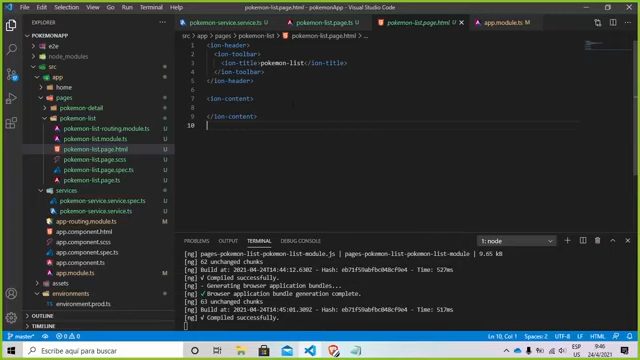 File Edit Selection View Go Run Terminal Help
pokemon-list.page.html - pokemonApp - Visual Studio Code
EXPLORER
POKEMONAPP
e2e
node_modules
src
app
home
pages
pokemon-detail
pokemon-list
pokemon-list-routing.module.ts U
pokemon-list.module.ts U
pokemon-list.page.html U
pokemon-list.page.scss U
pokemon-list.page.spec.ts U
pokemon-list.page.ts U
services
pokemon-service.service.spec.ts U
pokemon-service.service.ts U
app-routing.module.ts M
app.component.html
app.component.scss
app.component.spec.ts
app.component.ts
app.module.ts M
assets
environments
environment.prod.ts
OUTLINE
TIMELINE
pokemon-service.service.ts U
pokemon-list.page.ts U
pokemon-list.page.html U
app.module.ts M
src > app > pages > pokemon-list > pokemon-list.page.html > ...
1 <ion-header>
2 <ion-toolbar>
3 <ion-title>pokemon-list</ion-title>
4 </ion-toolbar>
5 </ion-header>
6
7 <ion-content>
8
9 </ion-content>
10
PROBLEMS OUTPUT TERMINAL DEBUG CONSOLE
1: node
pages-pokemon-list-pokemon-list-module.js | pages-pokemon-list-pokemon-list-module | 9.65 kB
[ng] 62 unchanged chunks
[ng] Build at: 2021-04-24T14:44:12.630Z - Hash: eb71f59abfbc048cf9e4 - Time: 527ms
[ng] √ Compiled successfully.
[ng] - Generating browser application bundles...
[ng] √ Browser application bundle generation complete.
[ng] 63 unchanged chunks
[ng] Build at: 2021-04-24T14:45:01.309Z - Hash: eb71f59abfbc048cf9e4 - Time: 517ms
[ng] √ Compiled successfully.
master* 0 0
Ln 10, Col 1 Spaces: 2 UTF-8 LF HTML
Escribe aquí para buscar
ESP
PU
9:46
24/4/2021